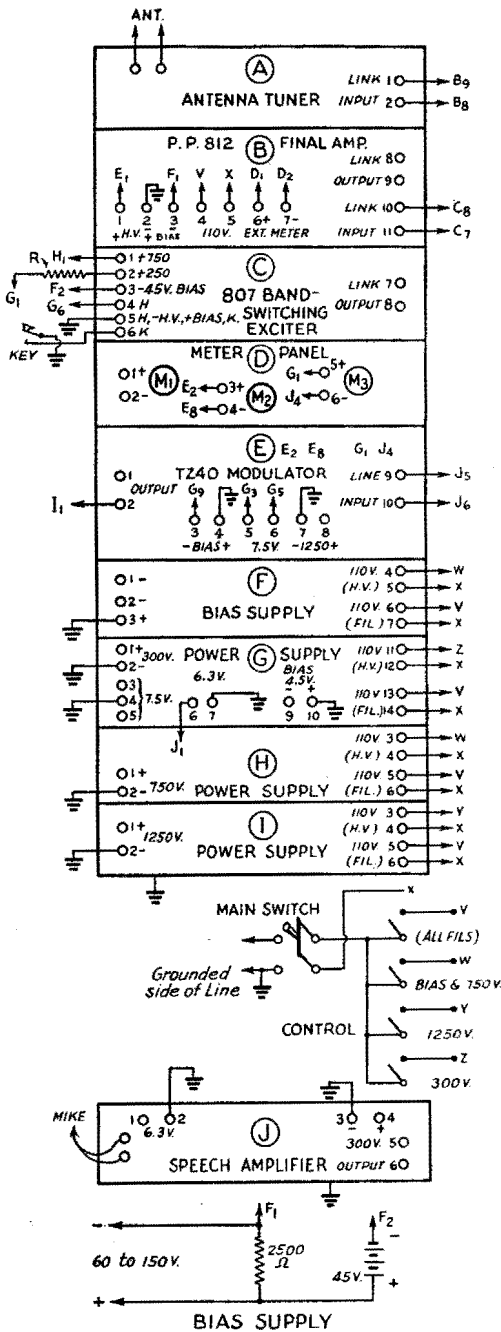 ANT.
A
ANTENNA TUNER
LINK 1 B9
INPUT 2 B8
P.P. 812 FINAL AMP.
B
LINK 8
OUTPUT 9
E1 F1 V X D1 D2
1 2 3 4 5 6+ 7-
+ H.V. - + BIAS - 110V. EXT. METER
LINK 10 C8
INPUT 11 C7
R H1 1 +750
2 +250
G1 F2 3 -45V. BIAS
G6 4 H
5 H,-H.V.,+BIAS,K.
KEY 6 K
C
807 BAND-
SWITCHING
EXCITER
LINK 7
OUTPUT 8
METER D PANEL
1+ M1 E2 3+ M2 G1 5+ M3
2- E8 4- J4 6-
E E2 E8 G1 J4
TZ40 MODULATOR
1 OUTPUT
I1 2
G9 G3 G5
3 4 5 6 7 8
-BIAS+ 7.5V. -1250+
LINE 9 J5
INPUT 10 J6
F
BIAS SUPPLY
1 -
2 -
3 +
110V. 4 W
(H.V.) 5 X
110V. 6 V
(FIL.) 7 X
POWER G SUPPLY
1+ 300V.
2-
3
4 7.5V.
5
6.3V.
6 7
J1
BIAS
4.5V.
- +
9 10
110V 11 Z
(H.V.) 12 X
110V 13 V
(FIL.) 14 X
H
POWER SUPPLY
1+
2- 750V.
110V. 3 W
(H.V.) 4 X
110V. 5 V
(FIL.) 6 X
I
POWER SUPPLY
1+ 1250V.
2-
110V 3 Y
(H.V.) 4 X
110V 5 V
(FIL.) 6 X
MAIN SWITCH
X
V
(ALL FILS)
Grounded
side of Line
W
BIAS & 750V.
CONTROL
Y
1250V.
Z
300V.
MIKE
1 2
6.3V.
J
3 4
- +
300V. 5
SPEECH AMPLIFIER OUTPUT 6
F1 F2
-
60 to 150V.
2500
Ω
45V.
- +
+
BIAS SUPPLY